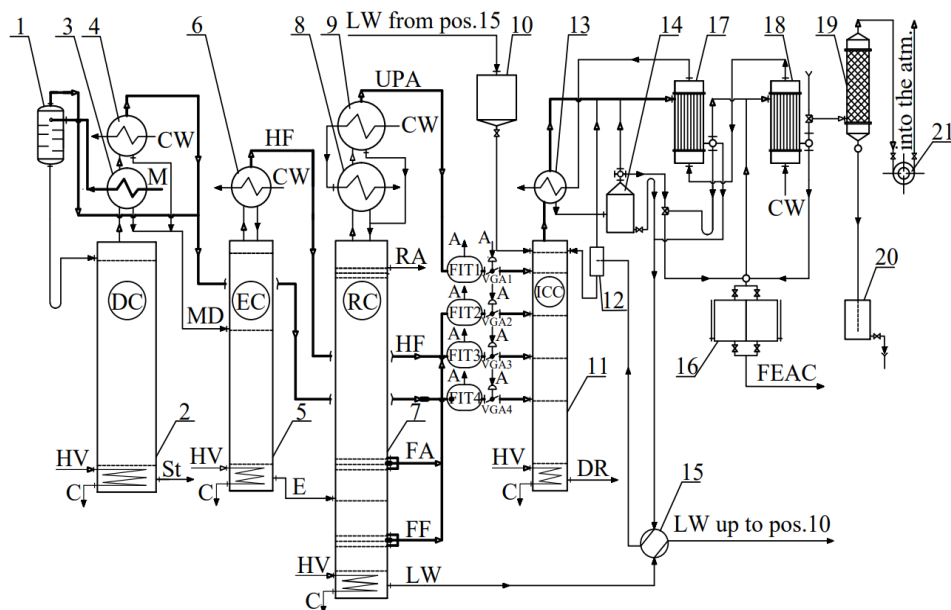 1
3
4
6
8
9
LW from pos.15
10
13
14
17
18
19
into the atm.
21
UPA
CW
HF
CW
CW
M
CW
20
DC
EC
RC
RA
A
A
FIT1
VGA1
ICC
12
MD
A
A
FIT2
VGA2
HF
A
A
FIT3
VGA3
11
16
FEAC
A
A
FIT4
VGA4
2
5
7
HV
St
HV
FA
HV
DR
C
C
E
C
15
FF
LW up to pos.10
HV
LW
C